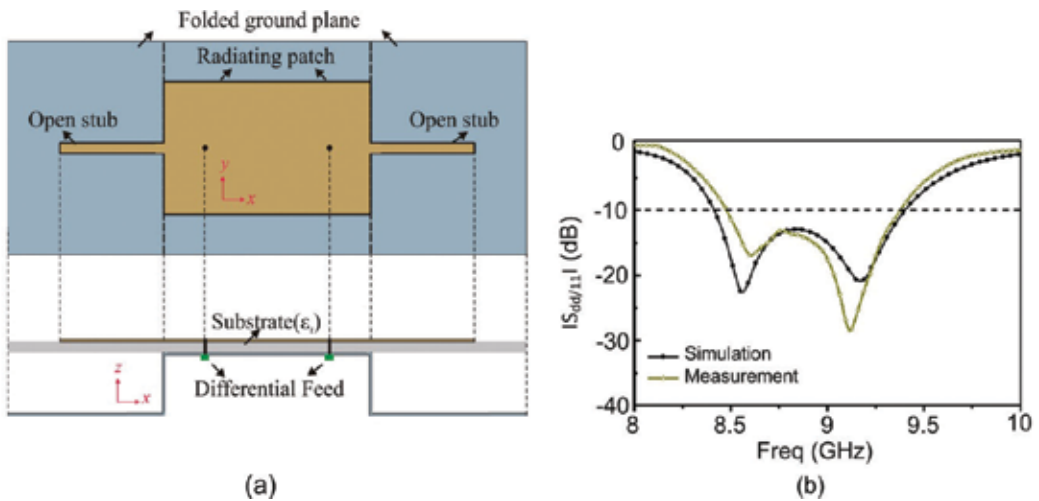 Folded ground plane
Radiating patch
Open stub
Open stub
y
x
Substrate(εr)
z
x
Differential Feed
(a)
0
-10
-20
-30
-40
|Sdd/11| (dB)
Simulation
Measurement
8
8.5
9
9.5
10
Freq (GHz)
(b)